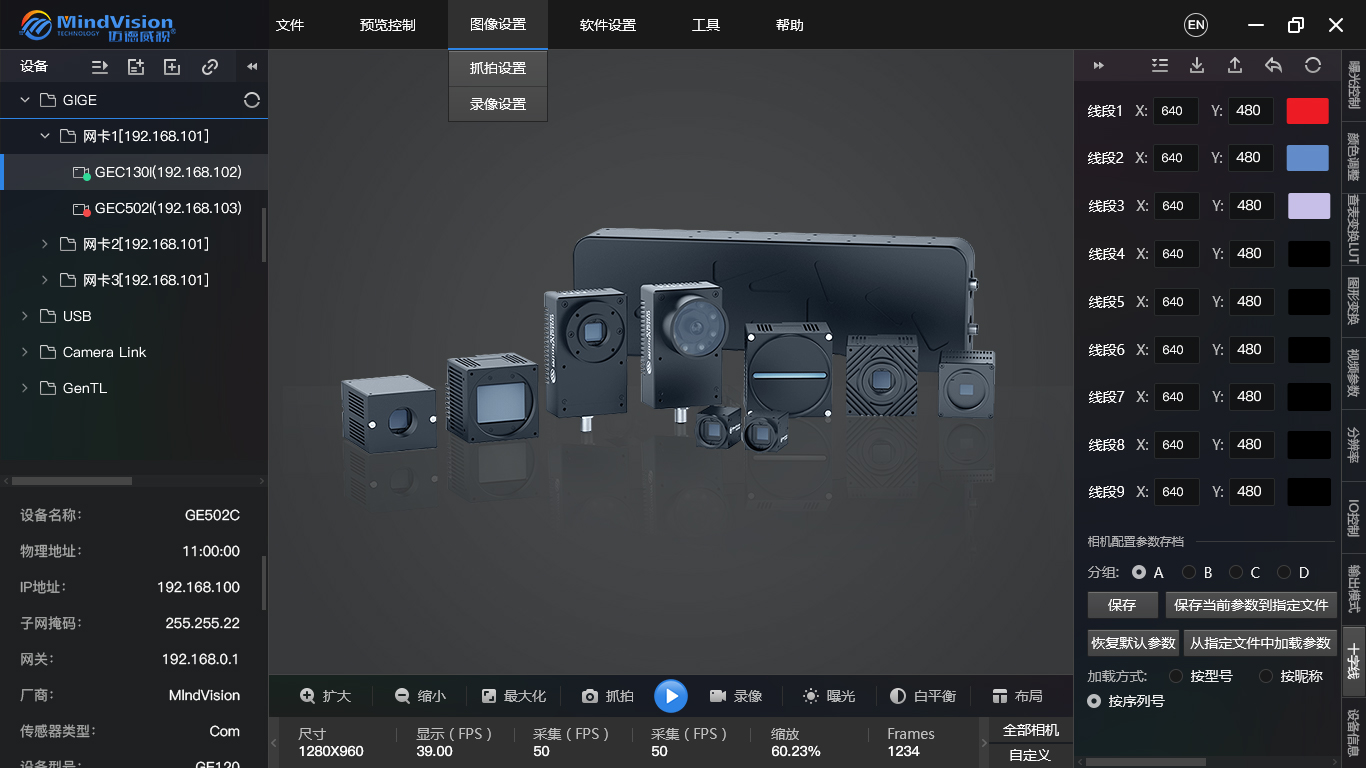 MindVision
TECHNOLOGY 迈德威视®
文件 预览控制 图像设置 软件设置 工具 帮助 EN
抓拍设置
录像设置
设备
GIGE
网卡1[192.168.101]
GEC130I(192.168.102)
GEC502I(192.168.103)
网卡2[192.168.101]
网卡3[192.168.101]
USB
Camera Link
GenTL
设备名称： GE502C
物理地址： 11:00:00
IP地址： 192.168.100
子网掩码： 255.255.22
网关： 192.168.0.1
厂商： MIndVision
传感器类型： Com
设备型号： GE120
扩大 缩小 最大化 抓拍 录像 曝光 白平衡 布局
尺寸 显示（FPS） 采集（FPS） 采集（FPS） 缩放 Frames
1280X960 39.00 50 50 60.23% 1234
全部相机
自定义
线段1 X: 640 Y: 480
线段2 X: 640 Y: 480
线段3 X: 640 Y: 480
线段4 X: 640 Y: 480
线段5 X: 640 Y: 480
线段6 X: 640 Y: 480
线段7 X: 640 Y: 480
线段8 X: 640 Y: 480
线段9 X: 640 Y: 480
相机配置参数存档
分组: A B C D
保存 保存当前参数到指定文件
恢复默认参数 从指定文件中加载参数
加载方式: 按型号 按昵称
按序列号
曝光控制
颜色调整
查表变换LUT
图形变换
视频参数
分辨率
IO控制
输出模式
十字线
设备信息